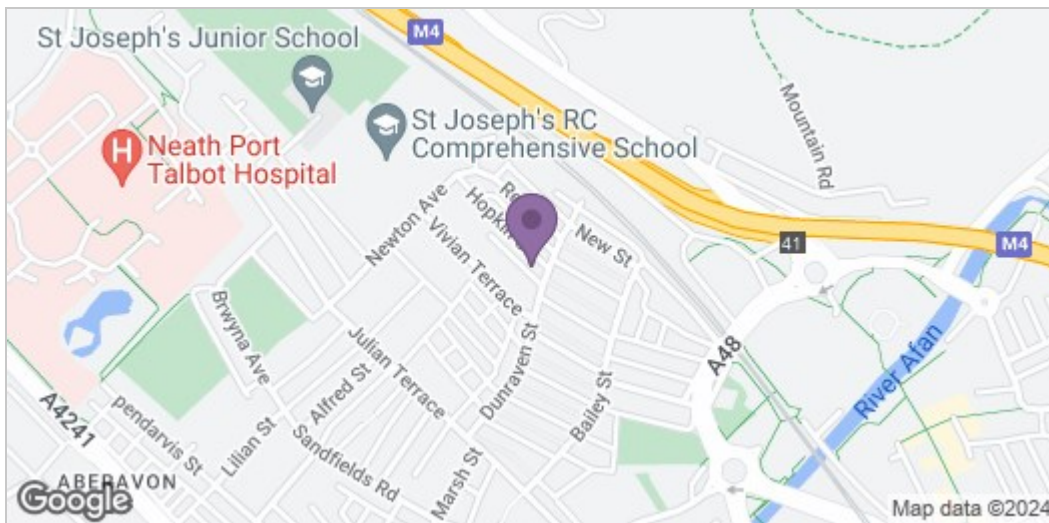 M4
St Joseph's Junior School
St Joseph's RC
Comprehensive School
H
Neath Port
Talbot Hospital
Mountain Rd
Newton Ave
New St
41
M4
Vivian Terrace
Brwyna Ave
Julian Terrace
Dunraven St
A48
River Afan
Alfred St
Bailey St
A4241
pendarvis St
Lilian St
Sandfields Rd
Marsh St
ABERAVON
Google
Map data ©2024